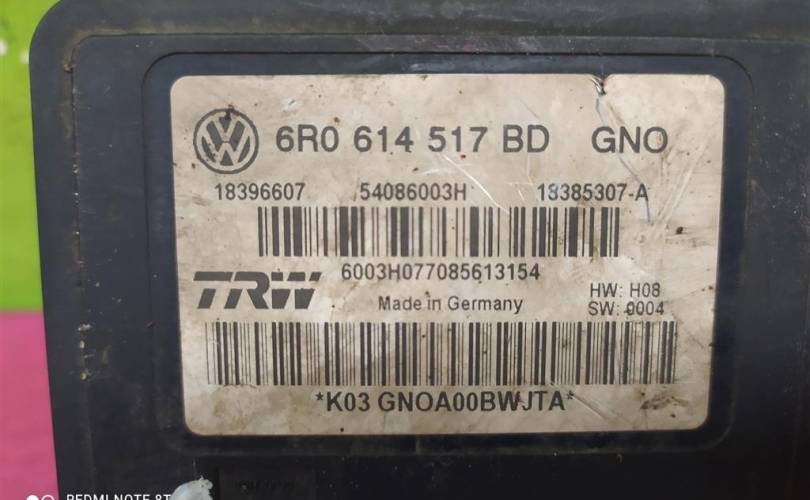 6R0 614 517 BD GNO
18396607 54086003H 18385307-A
6003H077085613154
TRW Made in Germany HW: H08
SW: 0004
*K03 GNOA00BWJTA*
REDMI NOTE 8T